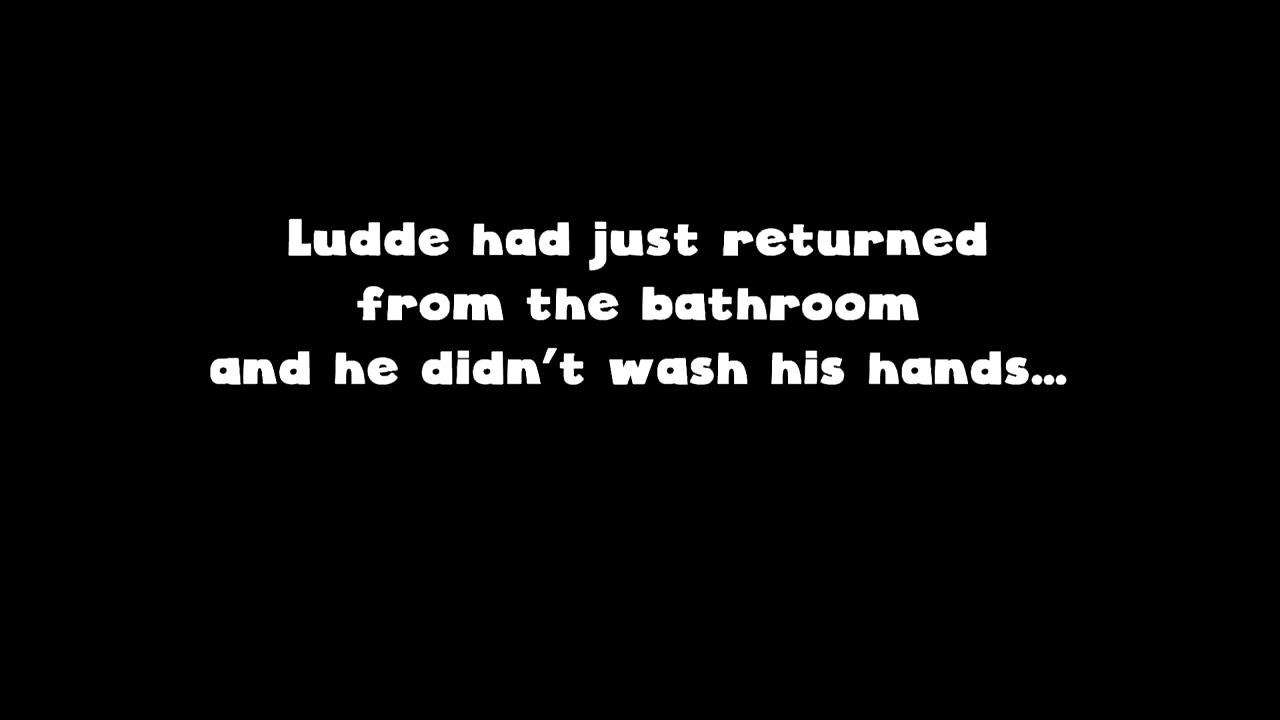 Ludde had just returned
from the bathroom
and he didn't wash his hands...